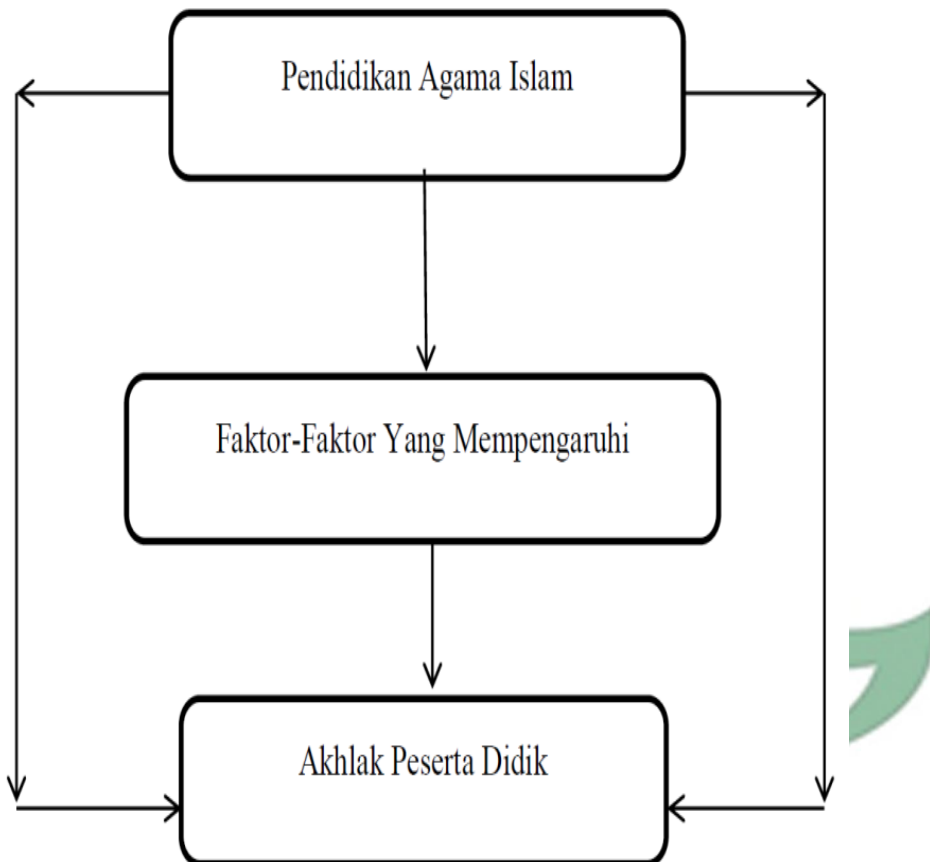 Pendidikan Agama Islam
Faktor-Faktor Yang Mempengaruhi
Akhlak Peserta Didik